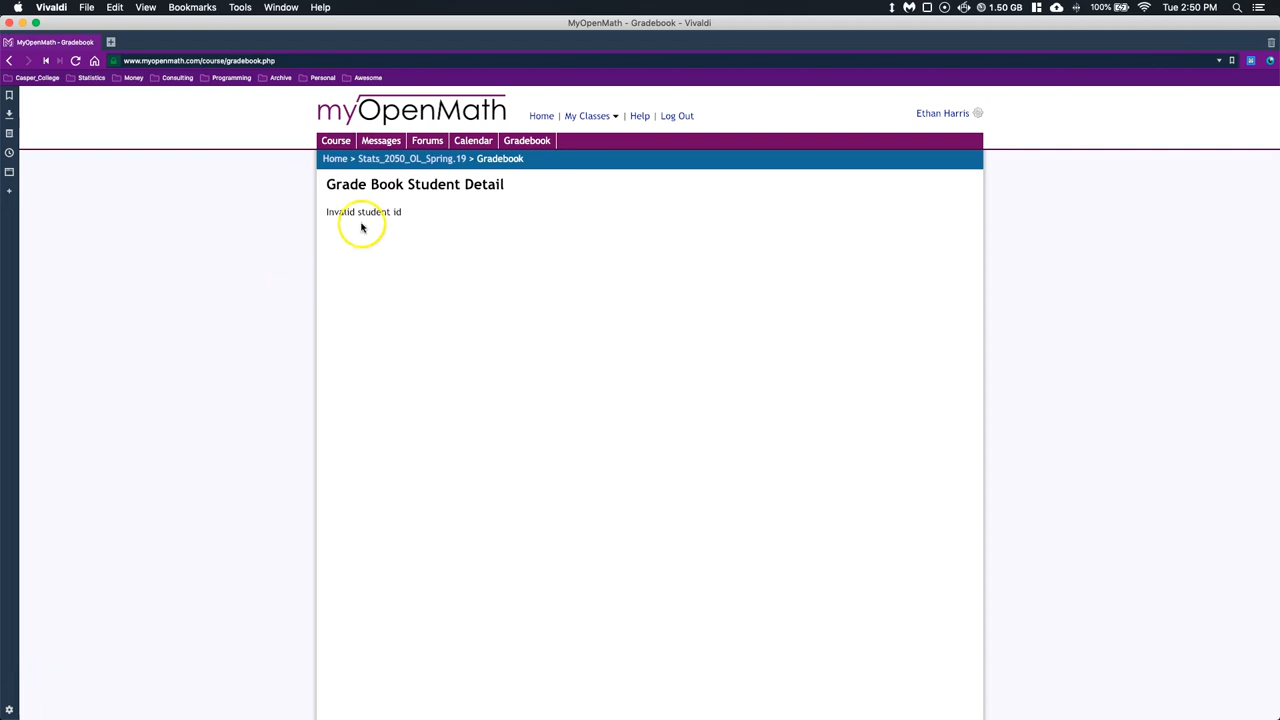 Vivaldi File Edit View Bookmarks Tools Window Help 1.50 GB 100% Tue 2:50 PM
MyOpenMath - Gradebook - Vivaldi
MyOpenMath - Gradebook
www.myopenmath.com/course/gradebook.php
Casper_College Statistics Money Consulting Programming Archive Personal Awesome
myOpenMath Home | My Classes | Help | Log Out Ethan Harris
Course Messages Forums Calendar Gradebook
Home > Stats_2050_OL_Spring.19 > Gradebook
Grade Book Student Detail
Invalid student id